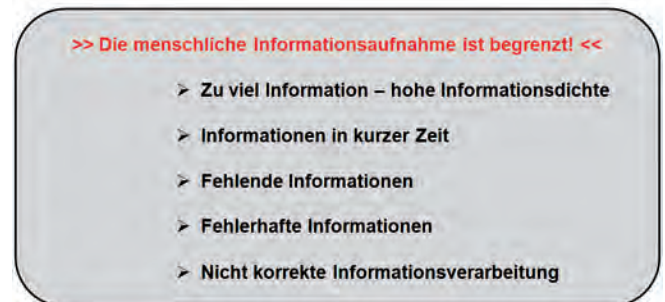 >> Die menschliche Informationsaufnahme ist begrenzt! <<
➢ Zu viel Information – hohe Informationsdichte
➢ Informationen in kurzer Zeit
➢ Fehlende Informationen
➢ Fehlerhafte Informationen
➢ Nicht korrekte Informationsverarbeitung